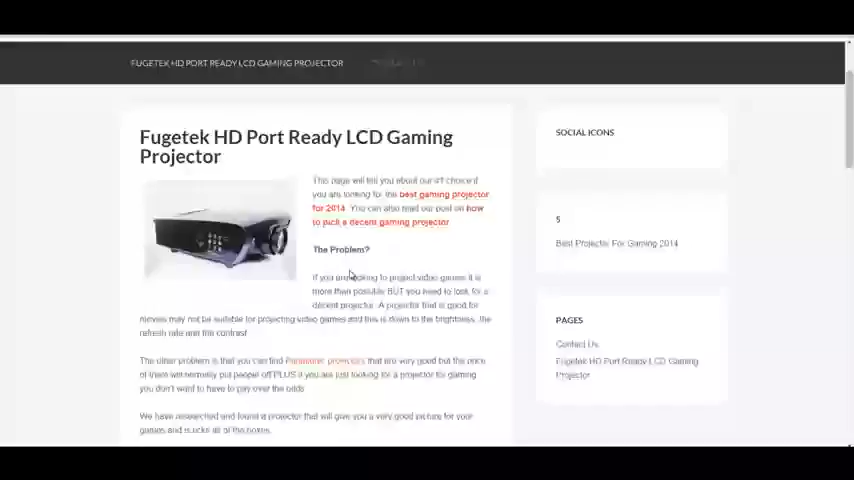 FUGETEK HD PORT READY LCD GAMING PROJECTOR
Fugetek HD Port Ready LCD Gaming
Projector
This page will tell you about our #1 choice if
you are looking for the best gaming projector
for 2014. You can also read our post on how
to pick a decent gaming projector
The Problem?
If you are looking to project video games it is
more than possible BUT you need to look for a
decent projector. A projector that is good for
movies may not be suitable for projecting video games and this is down to the brightness, the
refresh rate and the contrast
The other problem is that you can find Panasonic projectors that are very good but the price
of them will normally put people off PLUS if you are just looking for a projector for gaming
you don't want to have to pay over the odds
We have researched and found a projector that will give you a very good picture for your
games and is ticks all of the boxes.
SOCIAL ICONS
S
Best Projector For Gaming 2014
PAGES
Contact Us
Fugetek HD Port Ready LCD Gaming
Projector